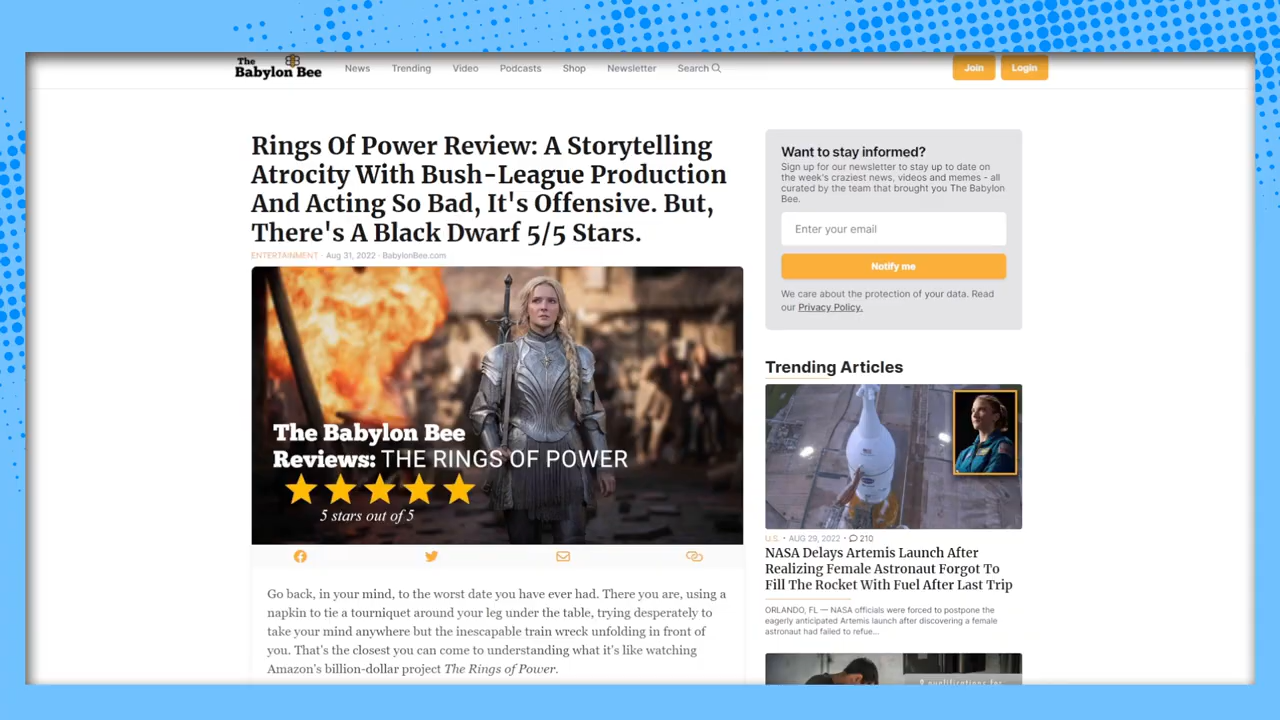 The
Babylon Bee
News
Trending
Video
Podcasts
Shop
Newsletter
Search
Join
Login
Rings Of Power Review: A Storytelling
Atrocity With Bush-League Production
And Acting So Bad, It's Offensive. But,
There's A Black Dwarf 5/5 Stars.
ENTERTAINMENT · Aug 31, 2022 · BabylonBee.com
The Babylon Bee
Reviews: THE RINGS OF POWER
5 stars out of 5
Go back, in your mind, to the worst date you have ever had. There you are, using a
napkin to tie a tourniquet around your leg under the table, trying desperately to
take your mind anywhere but the inescapable train wreck unfolding in front of
you. That's the closest you can come to understanding what it's like watching
Amazon's billion-dollar project The Rings of Power.
Want to stay informed?
Sign up for our newsletter to stay up to date on
the week's craziest news, videos and memes - all
curated by the team that brought you The Babylon
Bee.
Enter your email
Notify me
We care about the protection of your data. Read
our Privacy Policy.
Trending Articles
U.S. • AUG 29, 2022 • 210
NASA Delays Artemis Launch After
Realizing Female Astronaut Forgot To
Fill The Rocket With Fuel After Last Trip
ORLANDO, FL — NASA officials were forced to postpone the
eagerly anticipated Artemis launch after discovering a female
astronaut had failed to refue...